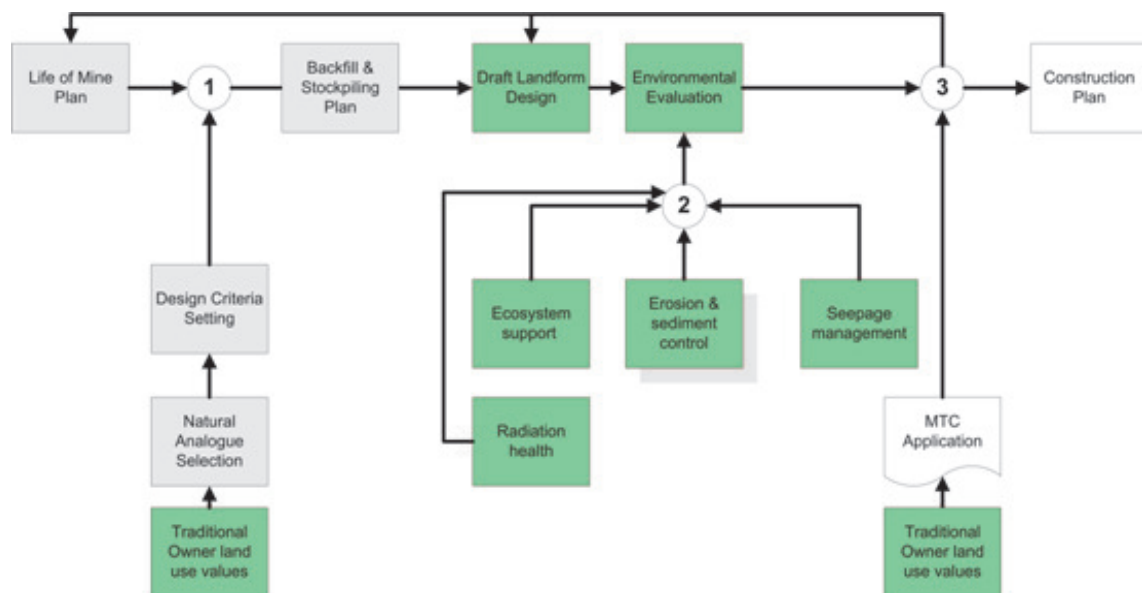 Life of Mine
Plan
1
Backfill &
Stockpiling
Plan
Draft Landform
Design
Environmental
Evaluation
3
Construction
Plan
2
Design Criteria
Setting
Ecosystem
support
Erosion &
sediment
control
Seepage
management
Natural
Analogue
Selection
Radiation
health
MTC
Application
Traditional
Owner land
use values
Traditional
Owner land
use values